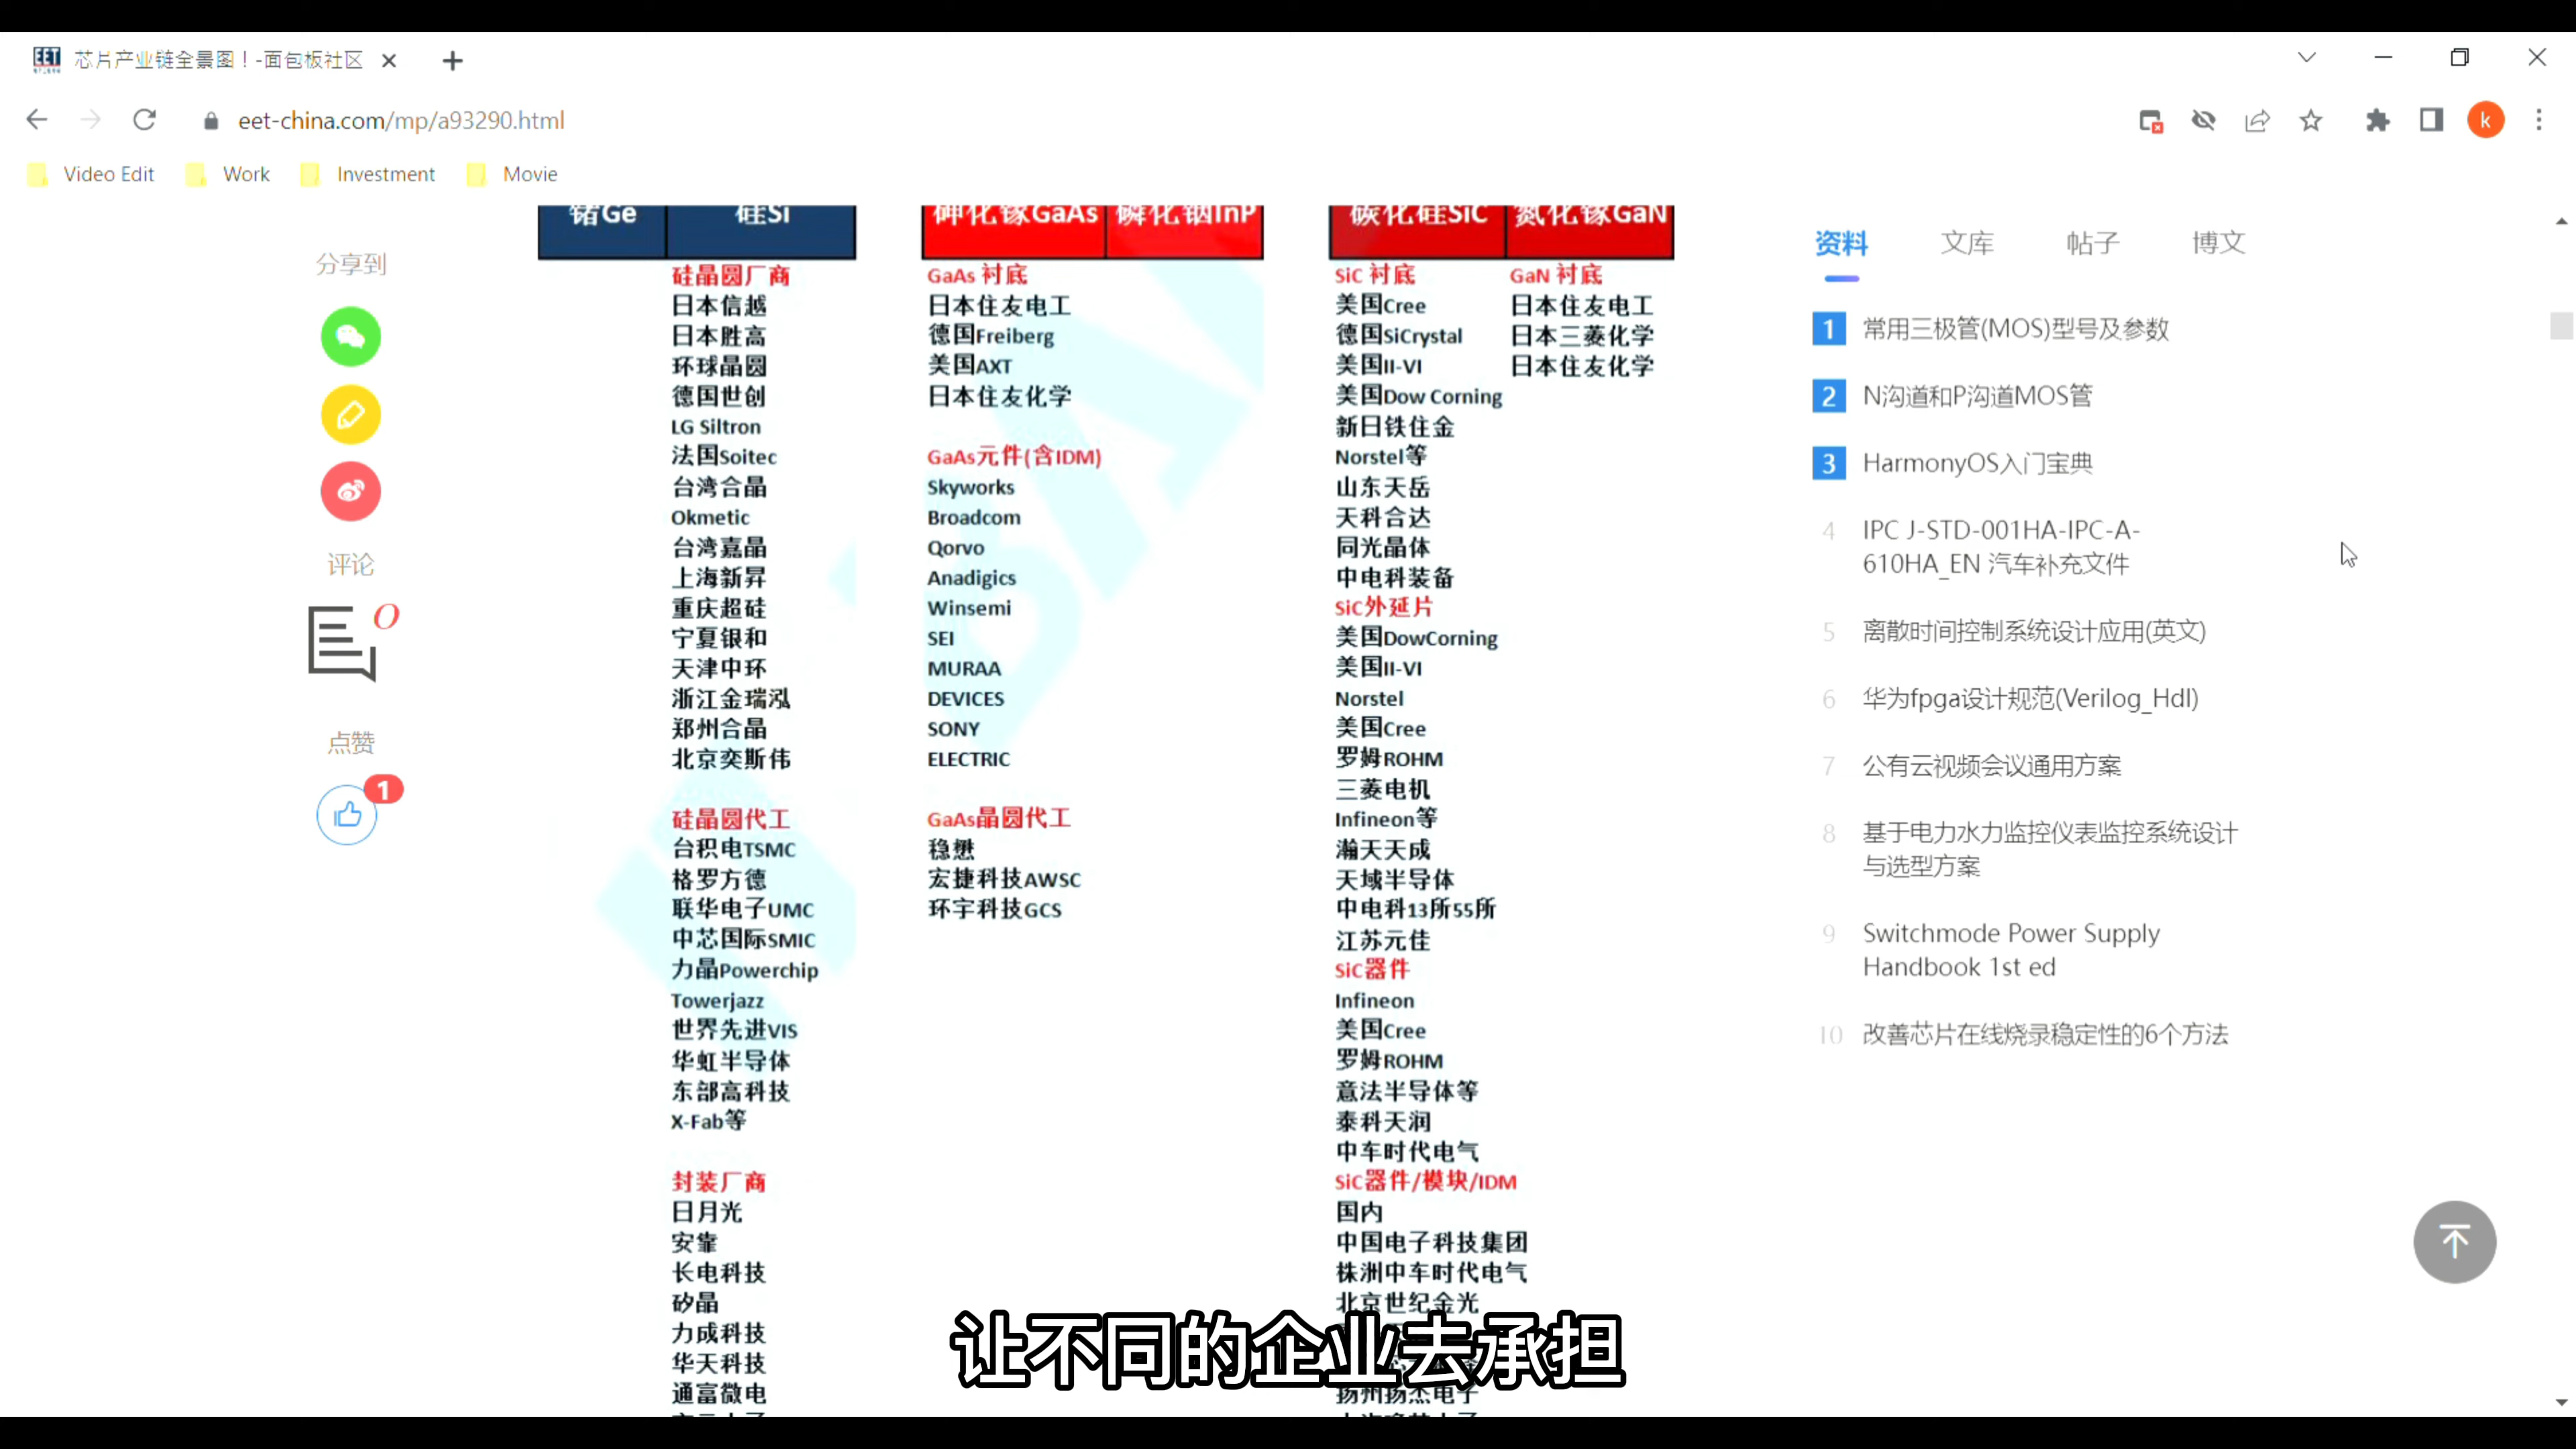 芯片产业链全景图！-面包板社区
eet-china.com/mp/a93290.html
k
Video Edit
Work
Investment
Movie
分享到
评论
0
点赞
1
锗Ge
硅Si
硅晶圆厂商
日本信越
日本胜高
环球晶圆
德国世创
LG Siltron
法国Soitec
台湾合晶
Okmetic
台湾嘉晶
上海新昇
重庆超硅
宁夏银和
天津中环
浙江金瑞泓
郑州合晶
北京奕斯伟
硅晶圆代工
台积电TSMC
格罗方德
联华电子UMC
中芯国际SMIC
力晶Powerchip
Towerjazz
世界先进VIS
华虹半导体
东部高科技
X-Fab等
封装厂商
日月光
安靠
长电科技
矽晶
力成科技
华天科技
通富微电
砷化镓GaAs
磷化铟InP
GaAs 衬底
日本住友电工
德国Freiberg
美国AXT
日本住友化学
GaAs元件(含IDM)
Skyworks
Broadcom
Qorvo
Anadigics
Winsemi
SEI
MURAA
DEVICES
SONY
ELECTRIC
GaAs晶圆代工
稳懋
宏捷科技AWSC
环宇科技GCS
碳化硅SiC
氮化镓GaN
SiC 衬底
美国Cree
德国SiCrystal
美国II-VI
美国Dow Corning
新日铁住金
Norstel等
山东天岳
天科合达
同光晶体
中电科装备
SiC外延片
美国DowCorning
美国II-VI
Norstel
美国Cree
罗姆ROHM
三菱电机
Infineon等
瀚天天成
天域半导体
中电科13所55所
江苏元佳
SiC器件
Infineon
美国Cree
罗姆ROHM
意法半导体等
泰科天润
中车时代电气
SiC器件/模块/IDM
国内
中国电子科技集团
株洲中车时代电气
北京世纪金光
扬州扬杰电子
GaN 衬底
日本住友电工
日本三菱化学
日本住友化学
资料
文库
帖子
博文
1 常用三极管(MOS)型号及参数
2 N沟道和P沟道MOS管
3 HarmonyOS入门宝典
4 IPC J-STD-001HA-IPC-A-
610HA_EN 汽车补充文件
5 离散时间控制系统设计应用(英文)
6 华为fpga设计规范(Verilog_Hdl)
7 公有云视频会议通用方案
8 基于电力水力监控仪表监控系统设计
与选型方案
9 Switchmode Power Supply
Handbook 1st ed
10 改善芯片在线烧录稳定性的6个方法
让不同的企业去承担